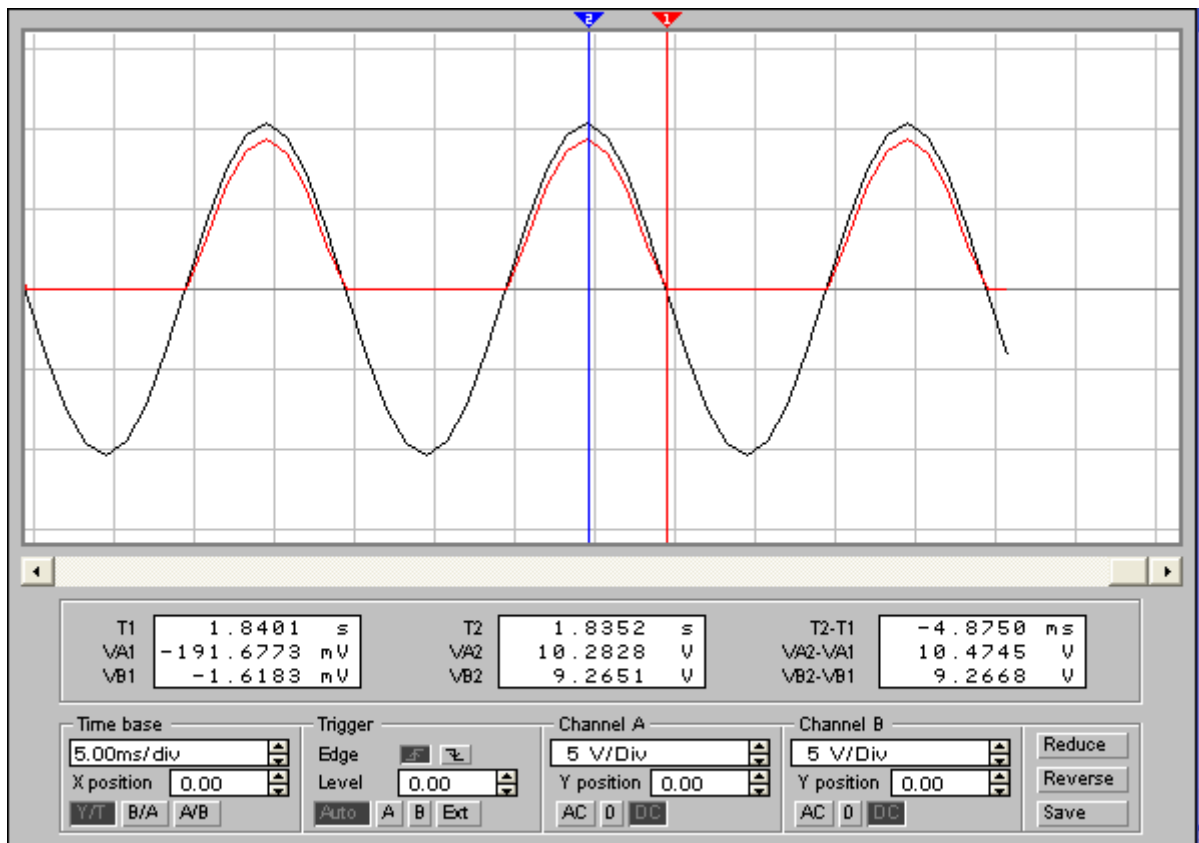 2 1
T1 1.8401 s T2 1.8352 s T2-T1 -4.8750 ms
VA1 -191.6773 mV VA2 10.2828 V VA2-VA1 10.4745 V
VB1 -1.6183 mV VB2 9.2651 V VB2-VB1 9.2668 V
Time base Trigger Channel A Channel B
5.00ms/div Edge 5 V/Div 5 V/Div Reduce
X position 0.00 Level 0.00 Y position 0.00 Y position 0.00 Reverse
Y/T B/A A/B Auto A B Ext AC 0 DC AC 0 DC Save